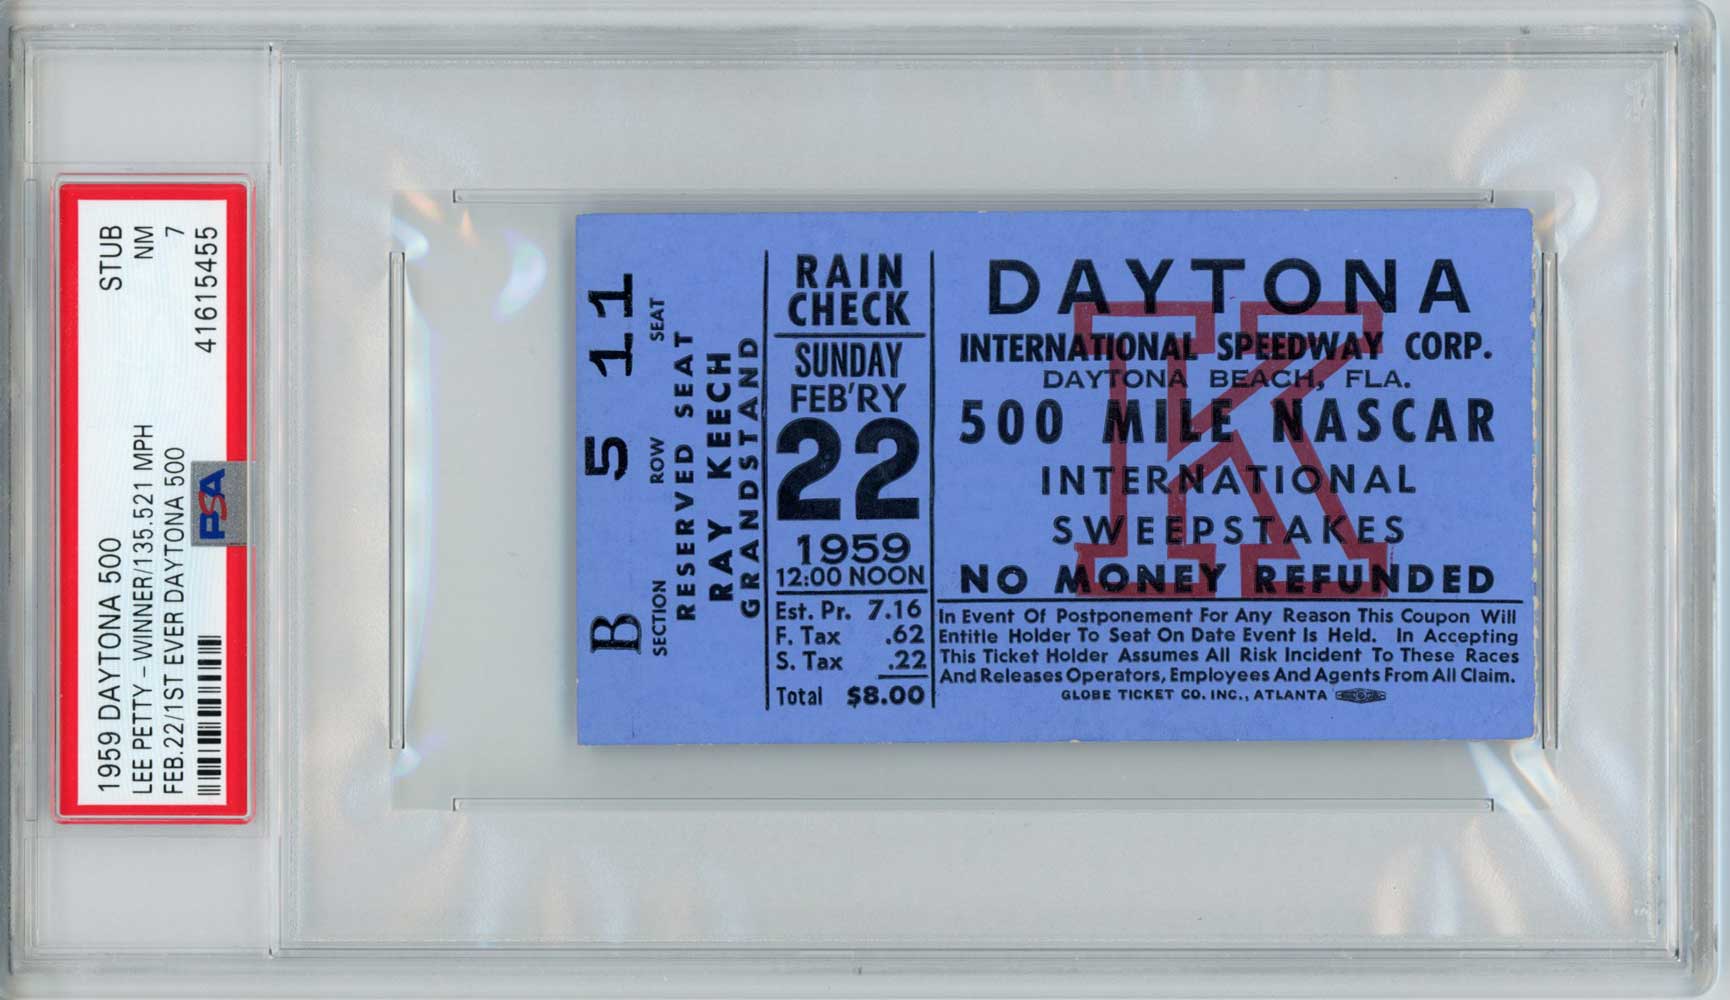 1959 DAYTONA 500 STUB
LEE PETTY-WINNER/135.521 MPH NM
FEB.22/1ST EVER DAYTONA 500 7
41615455
PSA
B 5 11
SECTION ROW SEAT
RESERVED SEAT
RAY KEECH
GRANDSTAND
RAIN
CHECK
SUNDAY
FEB'RY
22
1959
12:00 NOON
Est. Pr. 7.16
F. Tax .62
S. Tax .22
Total $8.00
K
DAYTONA
INTERNATIONAL SPEEDWAY CORP.
DAYTONA BEACH, FLA.
500 MILE NASCAR
INTERNATIONAL
SWEEPSTAKES
NO MONEY REFUNDED
In Event Of Postponement For Any Reason This Coupon Will
Entitle Holder To Seat On Date Event Is Held. In Accepting
This Ticket Holder Assumes All Risk Incident To These Races
And Releases Operators, Employees And Agents From All Claim.
GLOBE TICKET CO. INC., ATLANTA